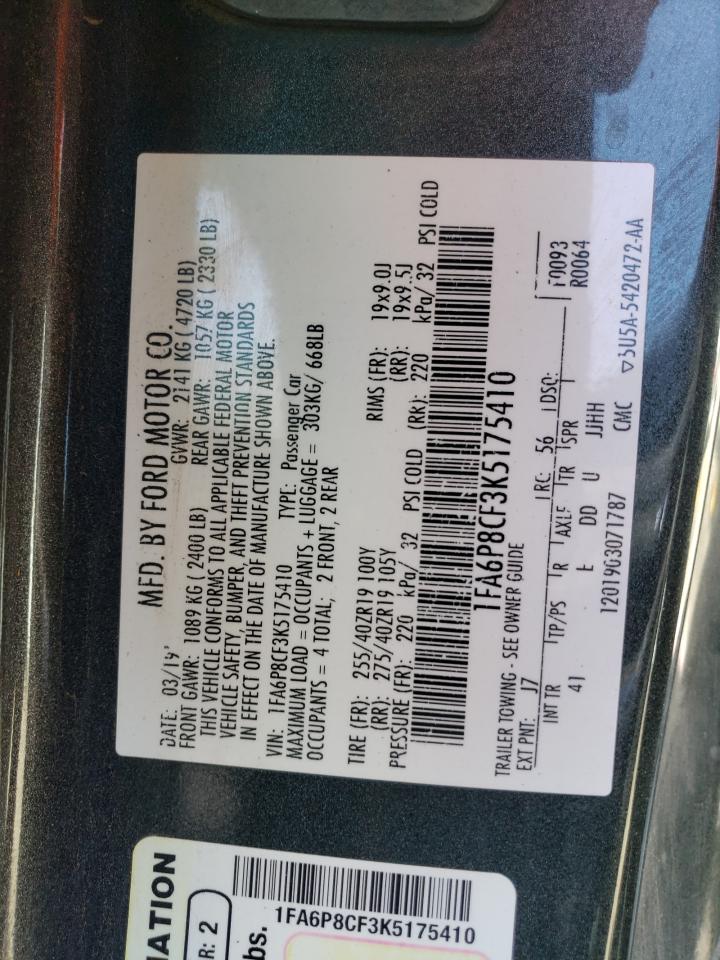 MFD. BY FORD MOTOR CO.
DATE: 03/19 GVWR: 2141 KG ( 4720 LB)
FRONT GAWR: 1089 KG ( 2400 LB) REAR GAWR: 1057 KG ( 2330 LB)
THIS VEHICLE CONFORMS TO ALL APPLICABLE FEDERAL MOTOR
VEHICLE SAFETY, BUMPER, AND THEFT PREVENTION STANDARDS
IN EFFECT ON THE DATE OF MANUFACTURE SHOWN ABOVE.
VIN: 1FA6P8CF3K5175410 TYPE: Passenger Car
MAXIMUM LOAD = OCCUPANTS + LUGGAGE = 303KG/ 668LB
OCCUPANTS = 4 TOTAL; 2 FRONT, 2 REAR
TIRE (FR): 255/40ZR19 100Y RIMS (FR): 19x9.0J
(RR): 275/40ZR19 105Y (RR): 19x9.5J
PRESSURE (FR): 220 kPa/ 32 PSI COLD (RR): 220 kPa/ 32 PSI COLD
1FA6P8CF3K5175410
TRAILER TOWING - SEE OWNER GUIDE
EXT PNT: J7 RC: 56 DSO: F0093
R0064
INT TR TP/PS R AXLE TR SPR
41 DD U JJHH
1201903071787 CMC 5U5A-5420472-AA
MATION
R: 2
bs.
1FA6P8CF3K5175410